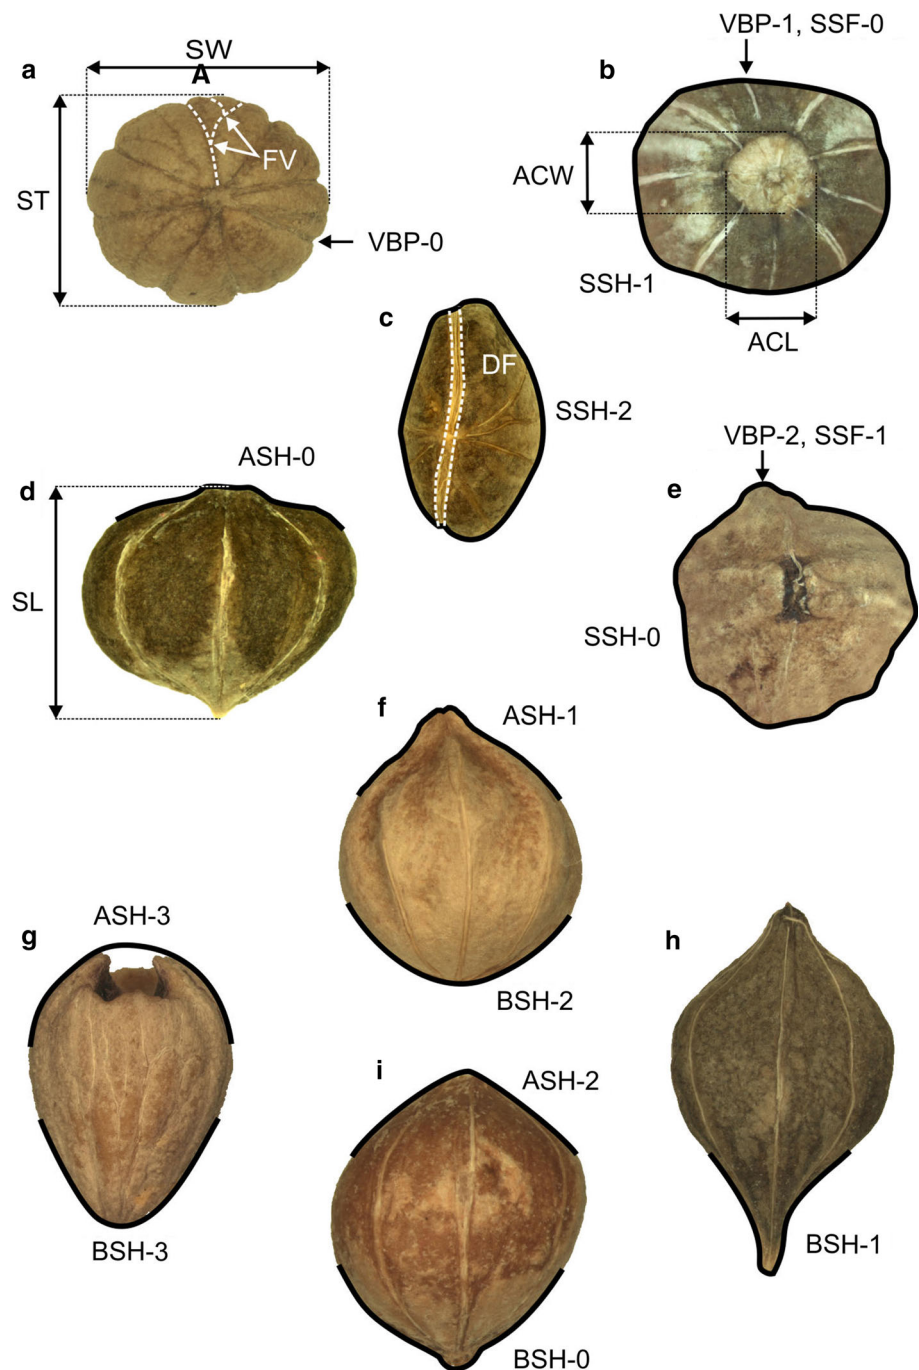 a
SW
A
ST
FV
VBP-0
VBP-1, SSF-0
b
ACW
SSH-1
ACL
c
DF
SSH-2
ASH-0
d
SL
VBP-2, SSF-1
e
SSH-0
f
ASH-1
BSH-2
ASH-3
g
BSH-3
h
BSH-1
i
ASH-2
BSH-0